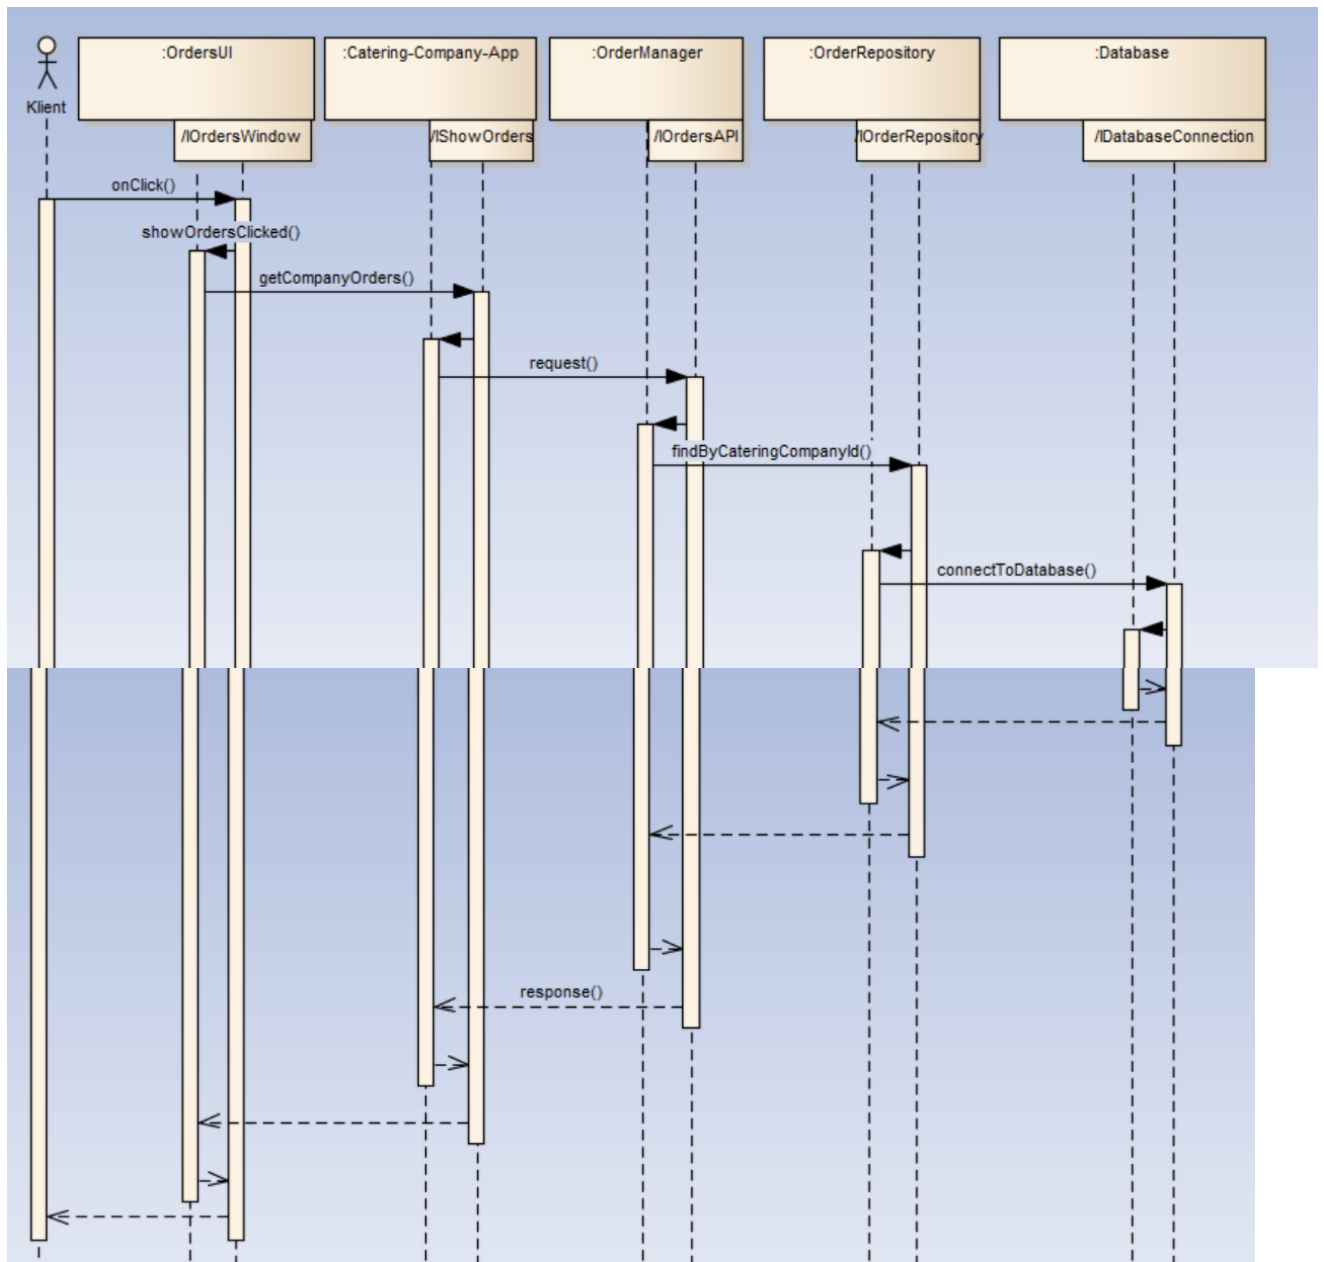 :OrdersUI
:Catering-Company-App
:OrderManager
:OrderRepository
:Database
Klient
/IOrdersWindow
/IShowOrders
/IOrdersAPI
/IOrderRepository
/IDatabaseConnection
onClick()
showOrdersClicked()
getCompanyOrders()
request()
findByCateringCompanyId()
connectToDatabase()
response()